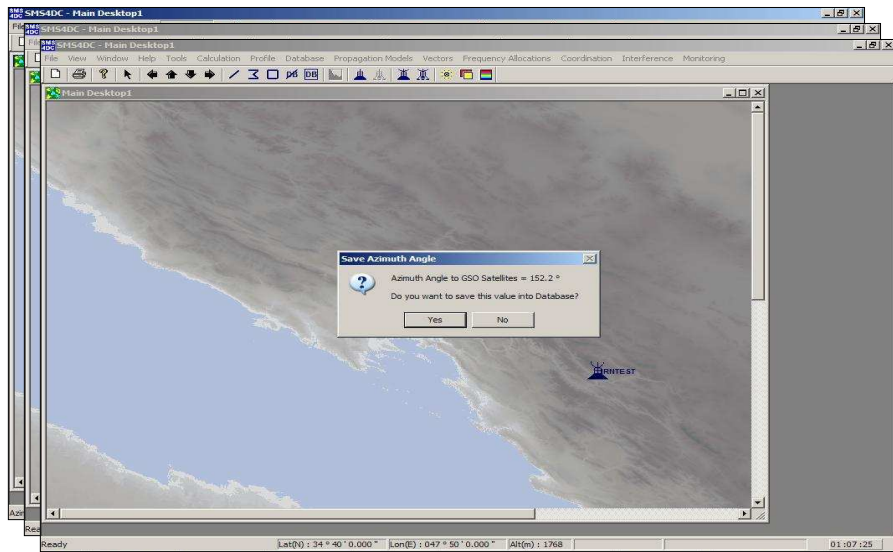 SMS4DC - Main Desktop1
SMS4DC - Main Desktop1
SMS4DC - Main Desktop1
File View Window Help Tools Calculation Profile Database Propagation Models Vectors Frequency Allocations Coordination Interference Monitoring
DB
Main Desktop1
Save Azimuth Angle
Azimuth Angle to GSO Satellites = 152.2 °
Do you want to save this value into Database?
Yes No
IRNTEST
Ready Lat(N) : 34 ° 40 ' 0.000 " Lon(E) : 047 ° 50 ' 0.000 " Alt(m) : 1768 01:07:25